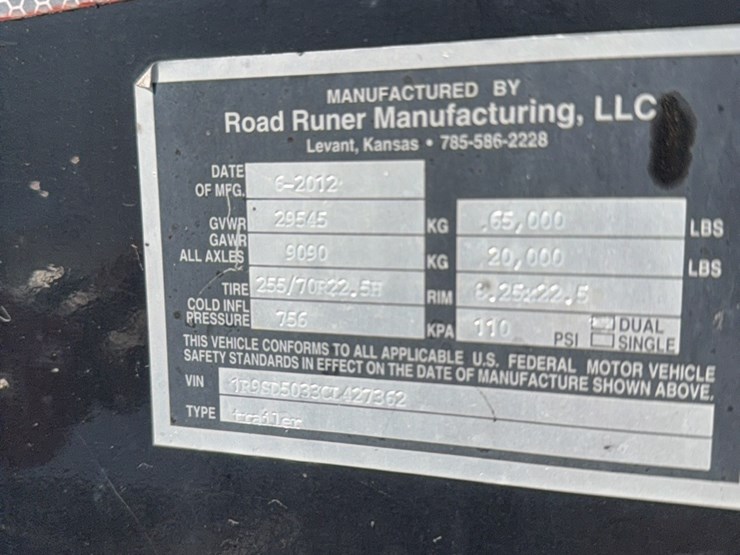 MANUFACTURED BY
Road Runer Manufacturing, LLC
Levant, Kansas • 785-586-2228
DATE OF MFG. 6-2012
GVWR 29545 KG 65,000 LBS
GAWR ALL AXLES 9090 KG 20,000 LBS
TIRE 255/70R22.5H RIM 8.25x22.5
COLD INFL PRESSURE 756 KPA 110 PSI DUAL SINGLE
THIS VEHICLE CONFORMS TO ALL APPLICABLE U.S. FEDERAL MOTOR VEHICLE
SAFETY STANDARDS IN EFFECT ON THE DATE OF MANUFACTURE SHOWN ABOVE.
VIN 1R9SD5033CL427362
TYPE trailer